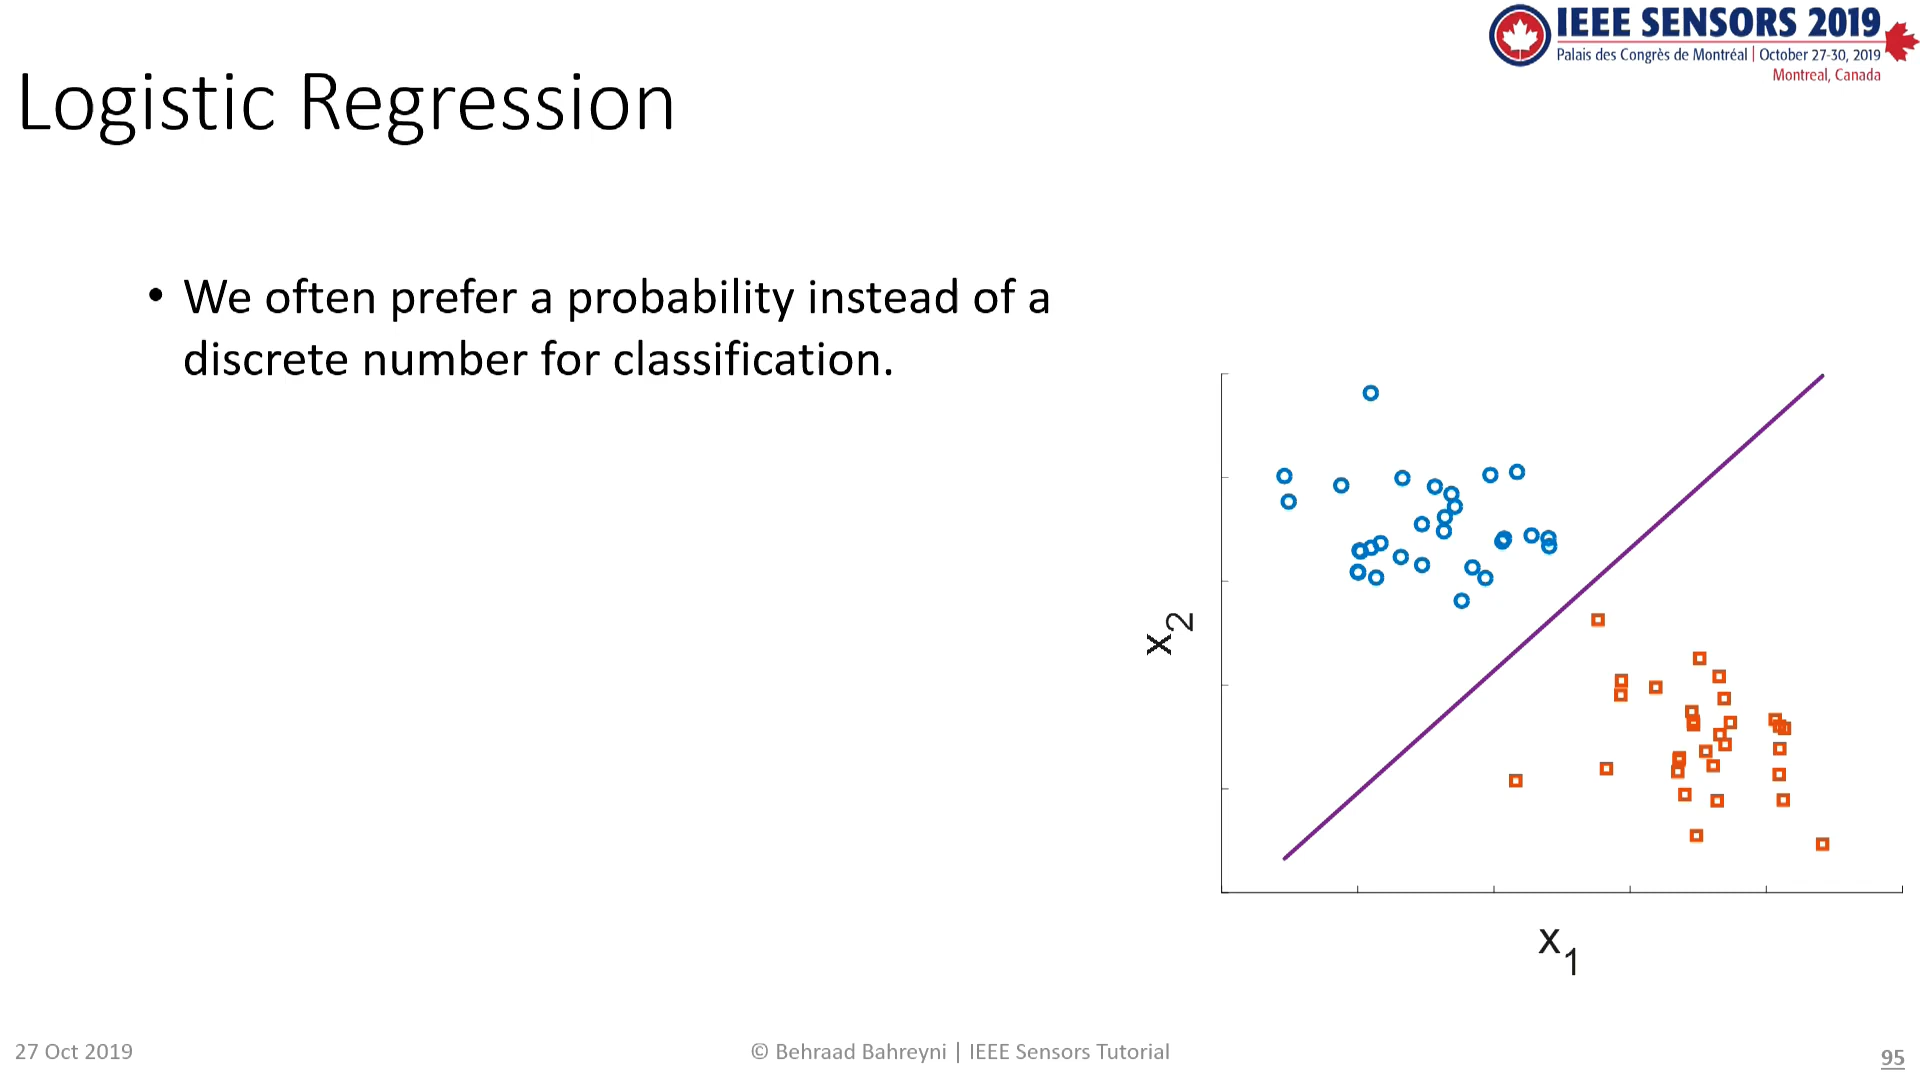 IEEE SENSORS 2019
Palais des Congrès de Montréal | October 27-30, 2019
Montreal, Canada
Logistic Regression
• We often prefer a probability instead of a
discrete number for classification.
x2
x1
27 Oct 2019
© Behraad Bahreyni | IEEE Sensors Tutorial
95